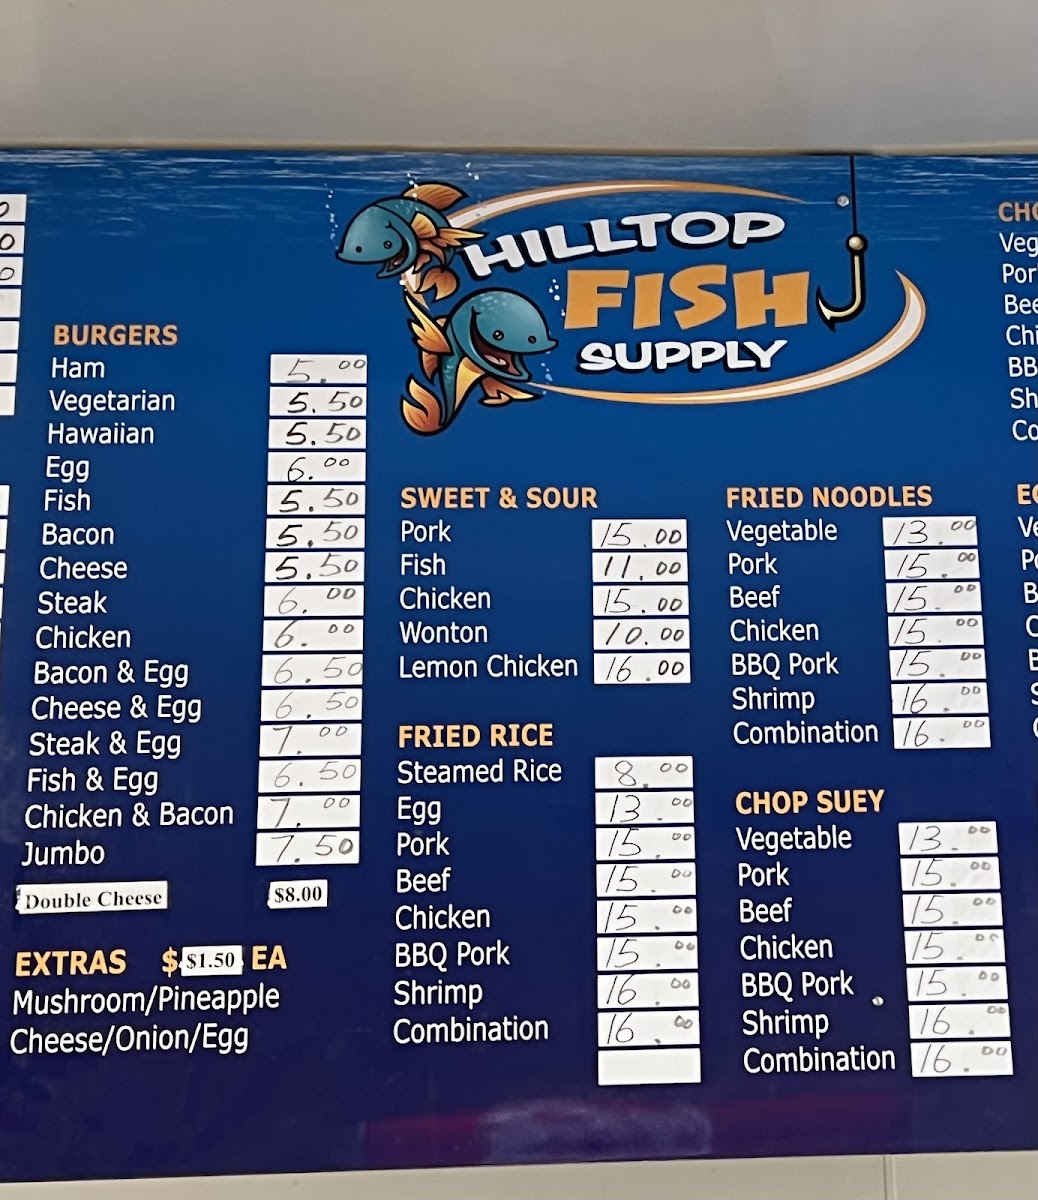 HILLTOP
FISH
SUPPLY
BURGERS
Ham 5.00
Vegetarian 5.50
Hawaiian 5.50
Egg 6.00
Fish 5.50
Bacon 5.50
Cheese 5.50
Steak 6.00
Chicken 6.00
Bacon & Egg 6.50
Cheese & Egg 6.50
Steak & Egg 7.00
Fish & Egg 6.50
Chicken & Bacon 7.00
Jumbo 7.50
Double Cheese $8.00
EXTRAS $ $1.50 EA
Mushroom/Pineapple
Cheese/Onion/Egg
SWEET & SOUR
Pork 15.00
Fish 11.00
Chicken 15.00
Wonton 10.00
Lemon Chicken 16.00
FRIED RICE
Steamed Rice 8.00
Egg 13.00
Pork 15.00
Beef 15.00
Chicken 15.00
BBQ Pork 15.00
Shrimp 16.00
Combination 16.00
FRIED NOODLES
Vegetable 13.00
Pork 15.00
Beef 15.00
Chicken 15.00
BBQ Pork 15.00
Shrimp 16.00
Combination 16.00
CHOP SUEY
Vegetable 13.00
Pork 15.00
Beef 15.00
Chicken 15.00
BBQ Pork 15.00
Shrimp 16.00
Combination 16.00